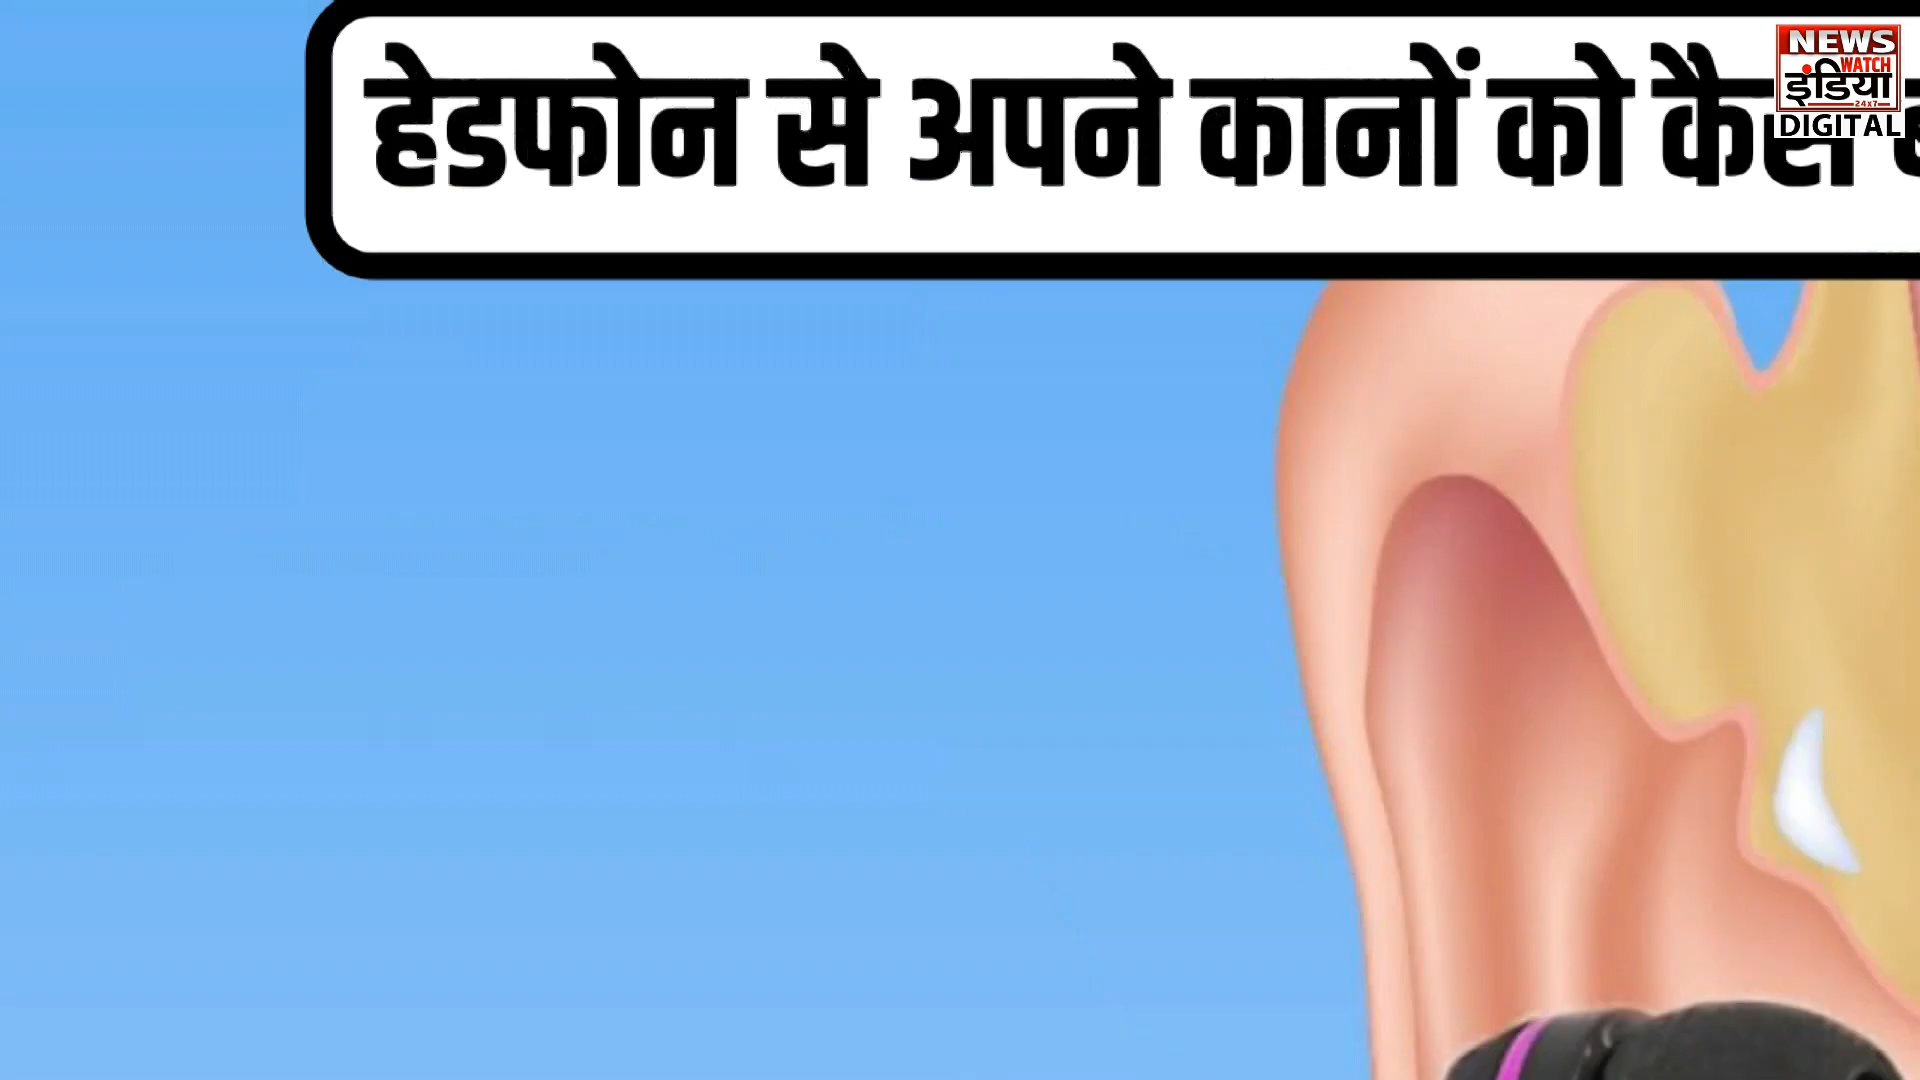 हेडफोन से अपने कानों को कैसे
NEWS
WATCH
इंडिया
24x7
DIGITAL